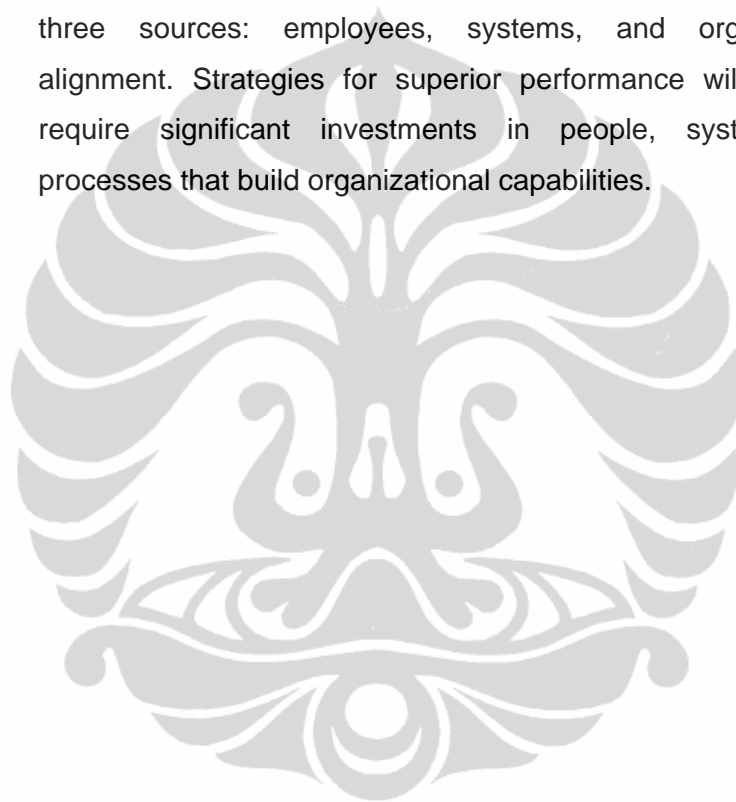 three sources: employees, systems, and org
alignment. Strategies for superior performance wil
require significant investments in people, syst
processes that build organizational capabilities.